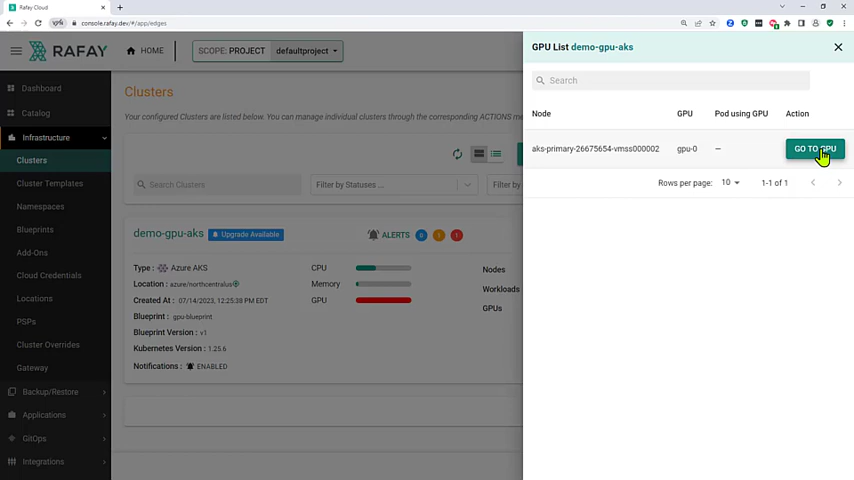 Rafay Cloud
VPN
console.rafay.dev/#/app/edges
RAFAY
HOME
SCOPE: PROJECT
defaultproject
Dashboard
Catalog
Infrastructure
Clusters
Cluster Templates
Namespaces
Blueprints
Add-Ons
Cloud Credentials
Locations
PSPs
Cluster Overrides
Gateway
Backup/Restore
Applications
GitOps
Integrations
Clusters
Your configured Clusters are listed below. You can manage individual clusters through the corresponding ACTIONS me
Search Clusters
Filter by Statuses ...
Filter by
demo-gpu-aks
Upgrade Available
ALERTS 0 1 1
Type : Azure AKS
Location : azure/northcentralus
Created At : 07/14/2023, 12:25:38 PM EDT
Blueprint : gpu-blueprint
Blueprint Version : v1
Kubernetes Version : 1.25.6
Notifications : ENABLED
CPU
Memory
GPU
Nodes
Workloads
GPUs
GPU List demo-gpu-aks
Search
Node GPU Pod using GPU Action
aks-primary-26675654-vmss000002 gpu-0 – GO TO GPU
Rows per page: 10 1-1 of 1